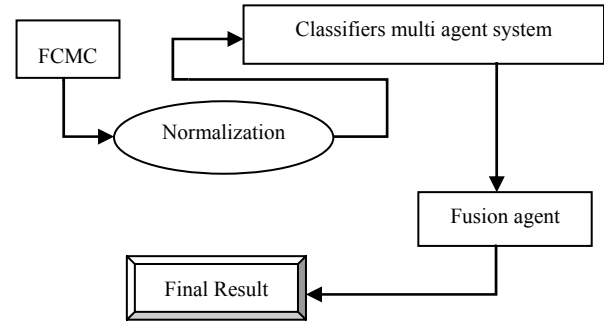 FCMC
Classifiers multi agent system
Normalization
Fusion agent
Final Result